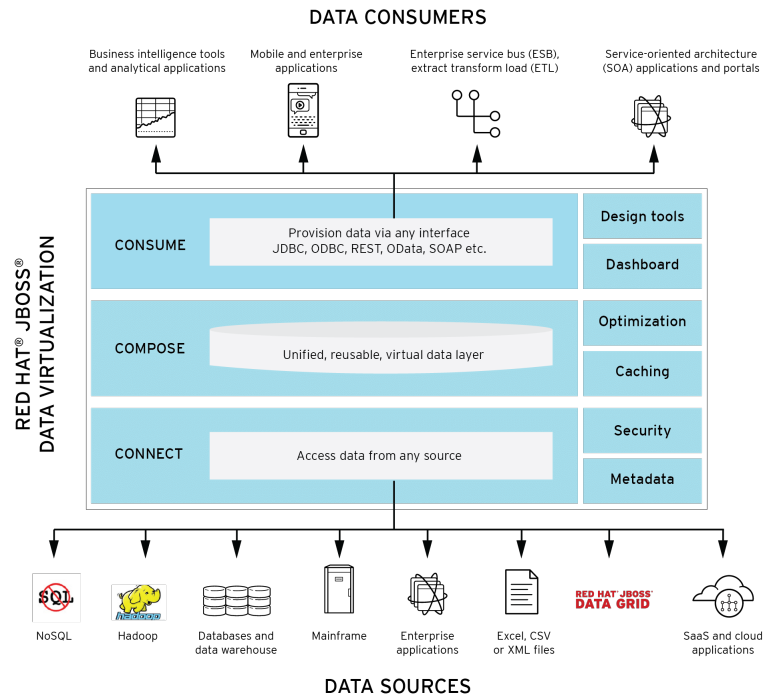 DATA CONSUMERS
Business intelligence tools
and analytical applications
Mobile and enterprise
applications
Enterprise service bus (ESB),
extract transform load (ETL)
Service-oriented architecture
(SOA) applications and portals
RED HAT® JBOSS®
DATA VIRTUALIZATION
CONSUME
Provision data via any interface
JDBC, ODBC, REST, OData, SOAP etc.
Design tools
Dashboard
COMPOSE
Unified, reusable, virtual data layer
Optimization
Caching
CONNECT
Access data from any source
Security
Metadata
SQL
NoSQL
hadoop
Hadoop
Databases and
data warehouse
Mainframe
Enterprise
applications
Excel, CSV
or XML files
RED HAT® JBOSS®
DATA GRID
SaaS and cloud
applications
DATA SOURCES